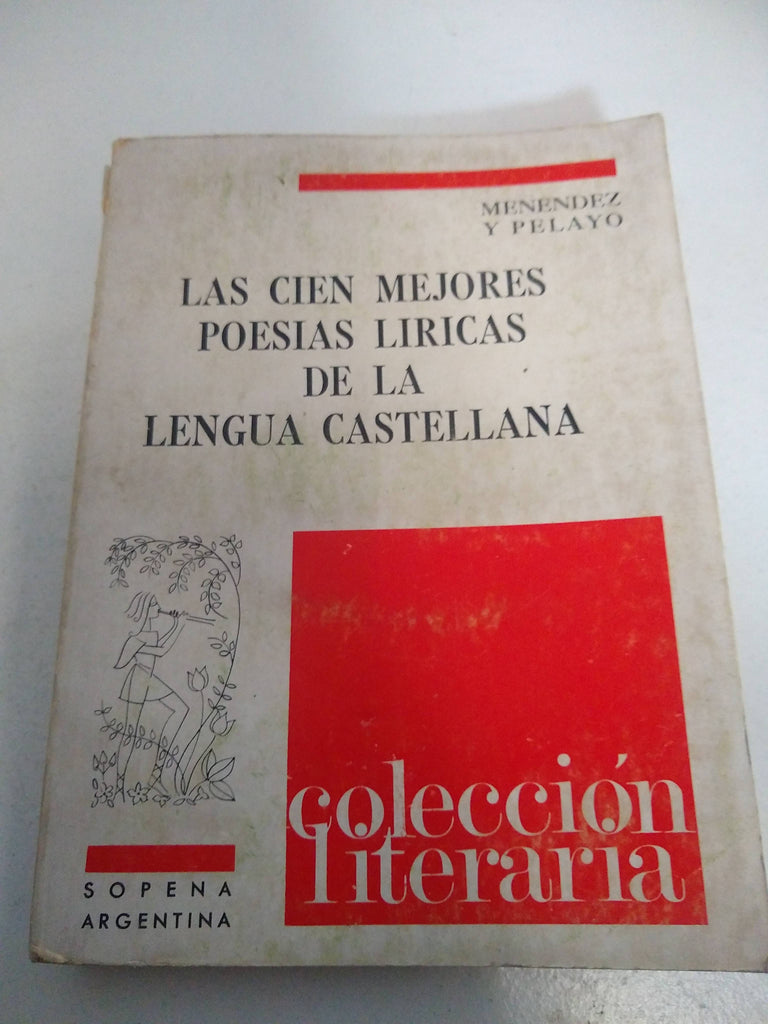 MENENDEZ
Y PELAYO
LAS CIEN MEJORES
POESIAS LIRICAS
DE LA
LENGUA CASTELLANA
colección
literaria
SOPENA
ARGENTINA